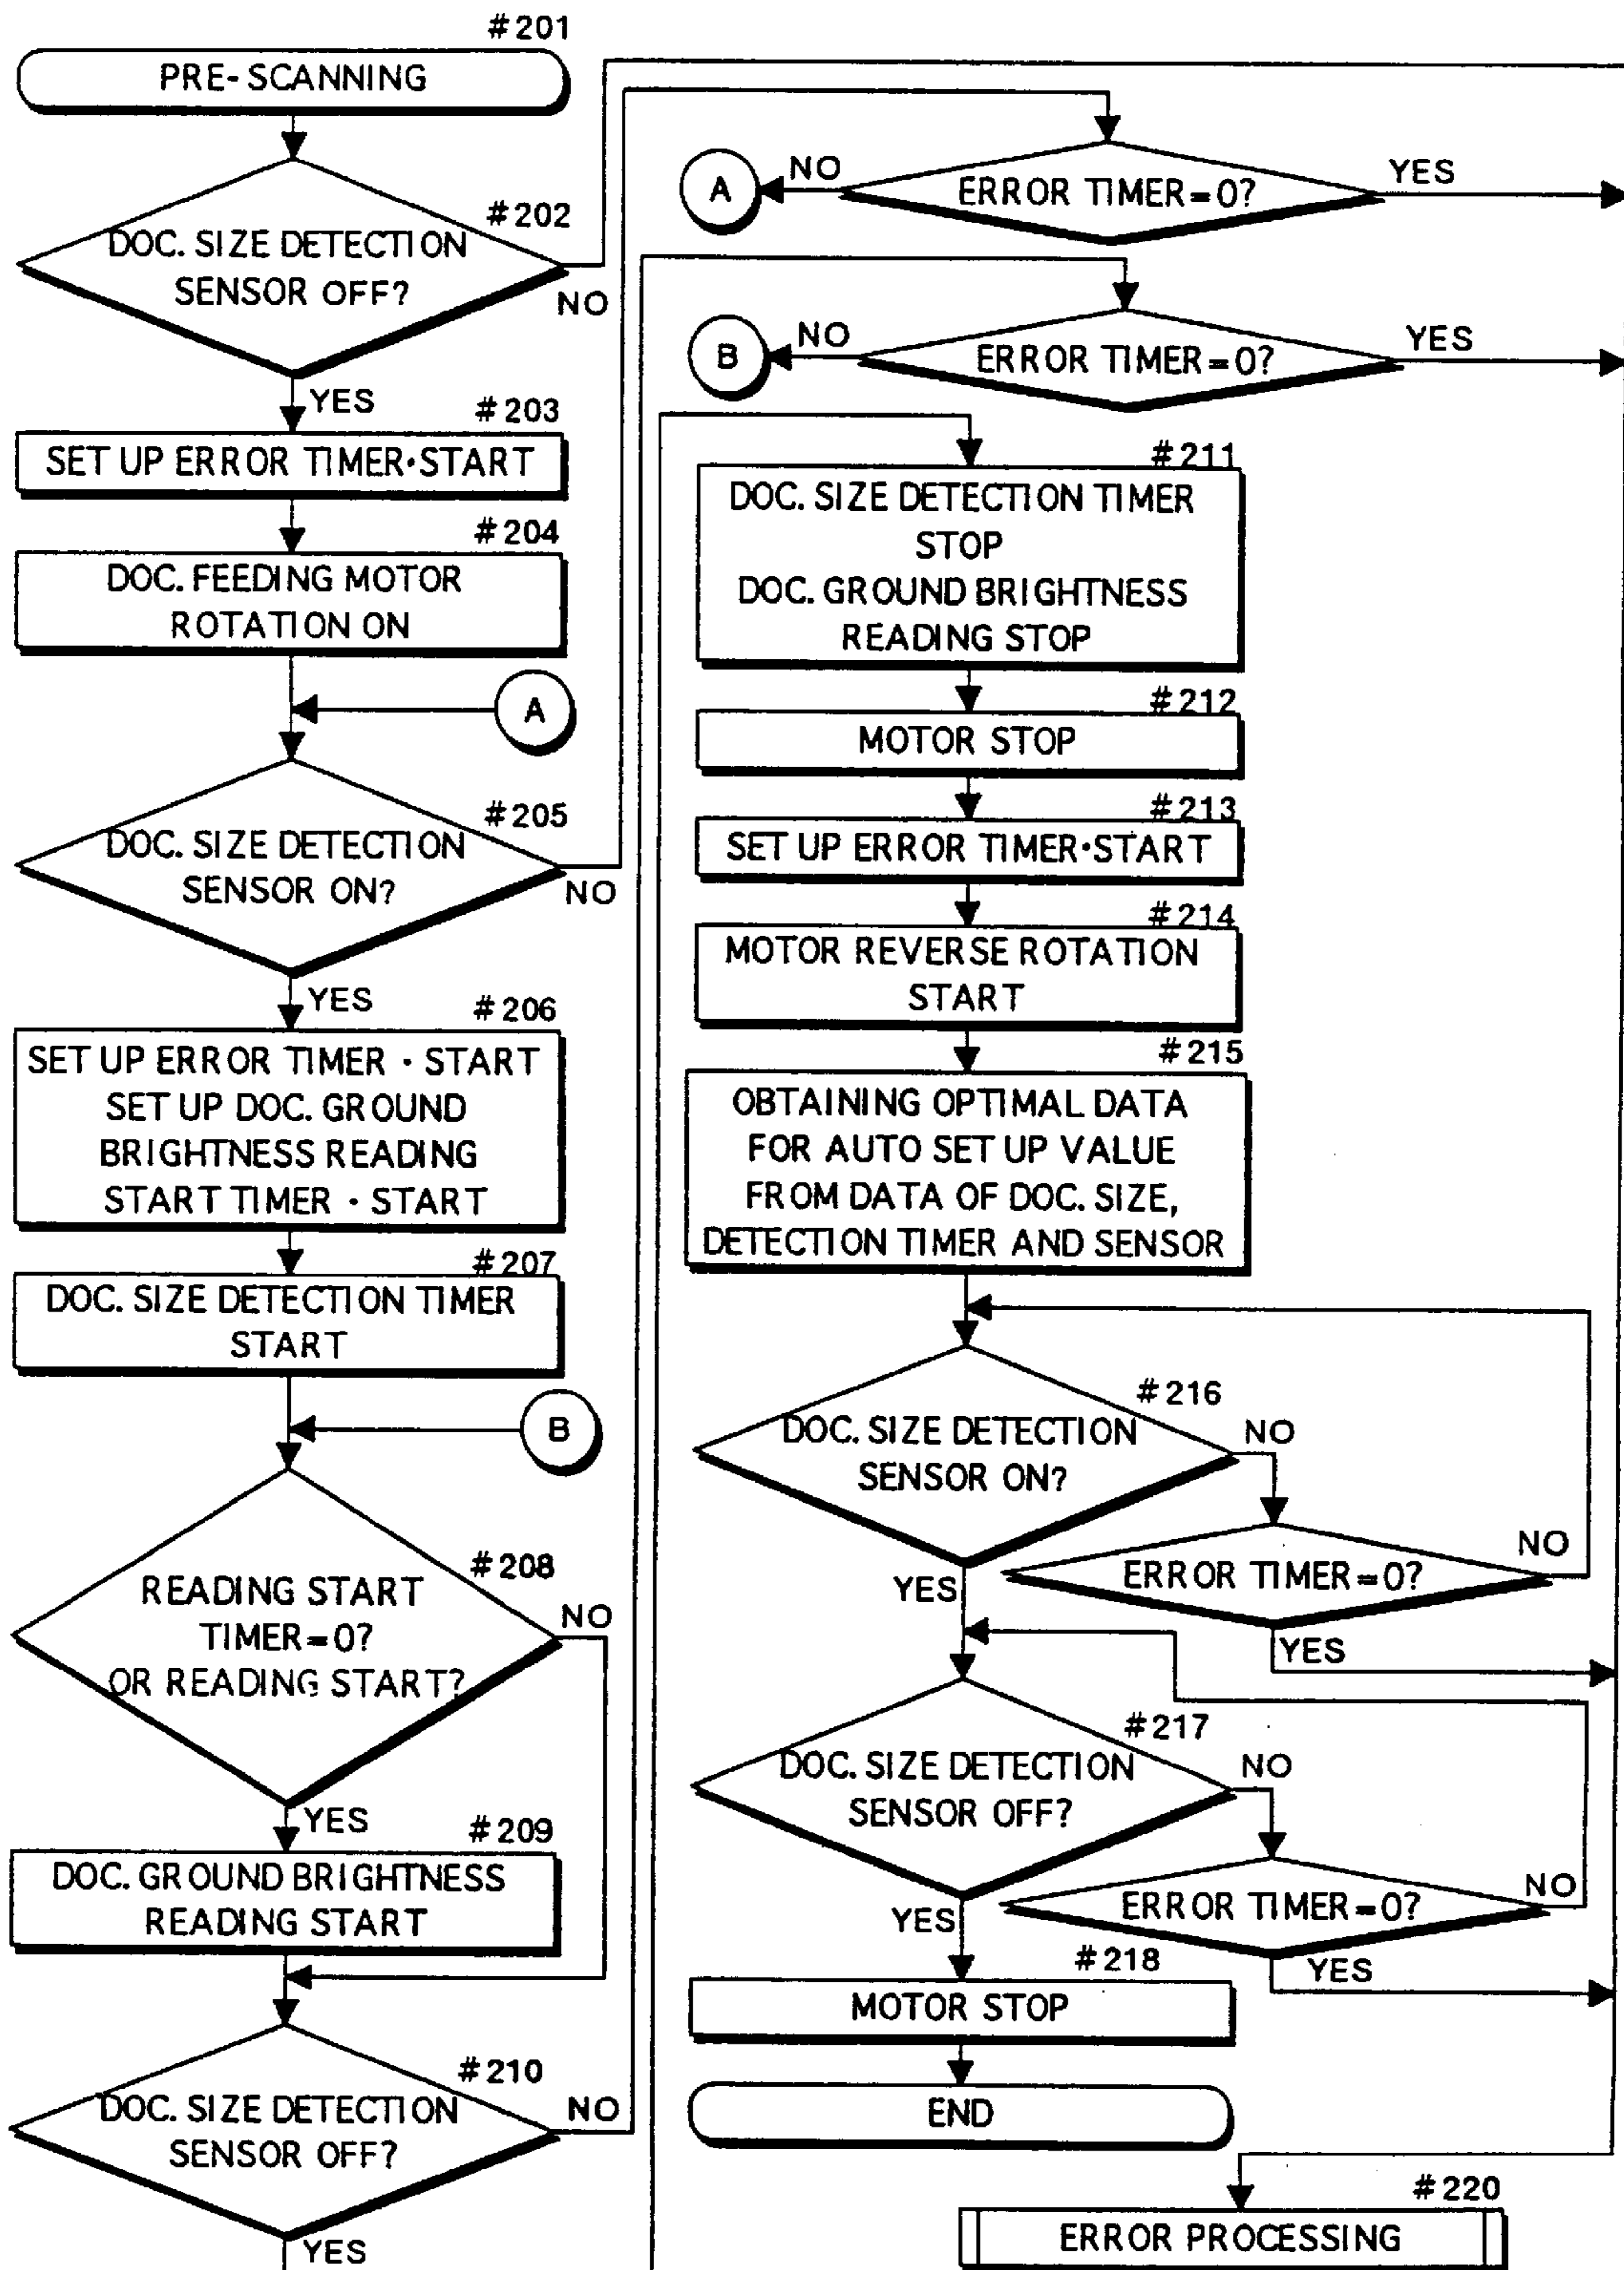 #201
PRE-SCANNING
#202
DOC. SIZE DETECTION
SENSOR OFF?
NO
YES
#203
SET UP ERROR TIMER·START
#204
DOC. FEEDING MOTOR
ROTATION ON
A
#205
DOC. SIZE DETECTION
SENSOR ON?
NO
YES
#206
SET UP ERROR TIMER · START
SET UP DOC. GROUND
BRIGHTNESS READING
START TIMER · START
#207
DOC. SIZE DETECTION TIMER
START
B
#208
READING START
TIMER=0?
OR READING START?
NO
YES
#209
DOC. GROUND BRIGHTNESS
READING START
#210
DOC. SIZE DETECTION
SENSOR OFF?
NO
YES
A
NO
ERROR TIMER=0?
YES
B
NO
ERROR TIMER=0?
YES
#211
DOC. SIZE DETECTION TIMER
STOP
DOC. GROUND BRIGHTNESS
READING STOP
#212
MOTOR STOP
#213
SET UP ERROR TIMER·START
#214
MOTOR REVERSE ROTATION
START
#215
OBTAINING OPTIMAL DATA
FOR AUTO SET UP VALUE
FROM DATA OF DOC. SIZE,
DETECTION TIMER AND SENSOR
#216
DOC. SIZE DETECTION
SENSOR ON?
NO
YES
ERROR TIMER=0?
NO
YES
#217
DOC. SIZE DETECTION
SENSOR OFF?
NO
YES
ERROR TIMER=0?
NO
YES
#218
MOTOR STOP
END
#220
ERROR PROCESSING